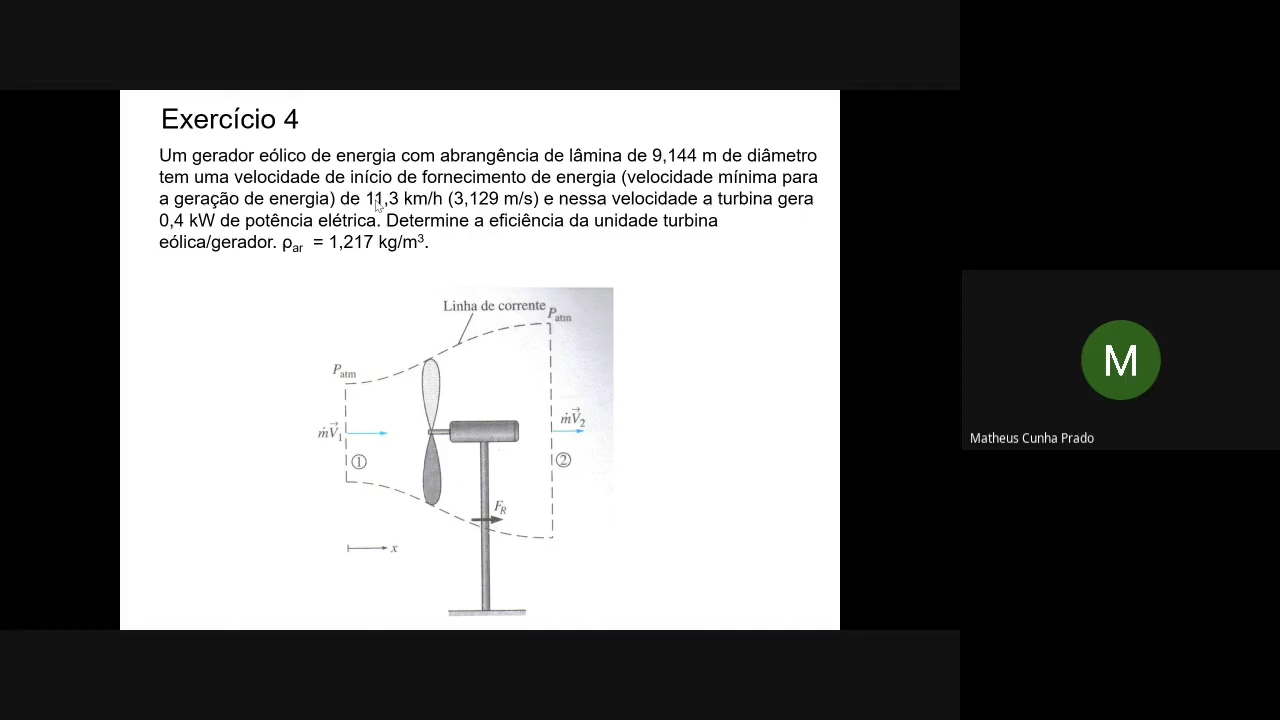 Exercício 4
Um gerador eólico de energia com abrangência de lâmina de 9,144 m de diâmetro
tem uma velocidade de início de fornecimento de energia (velocidade mínima para
a geração de energia) de 11,3 km/h (3,129 m/s) e nessa velocidade a turbina gera
0,4 kW de potência elétrica. Determine a eficiência da unidade turbina
eólica/gerador. ρar = 1,217 kg/m³.
Linha de corrente
Patm
Patm
ṁV⃗1
ṁV⃗2
①
②
FR
x
M
Matheus Cunha Prado